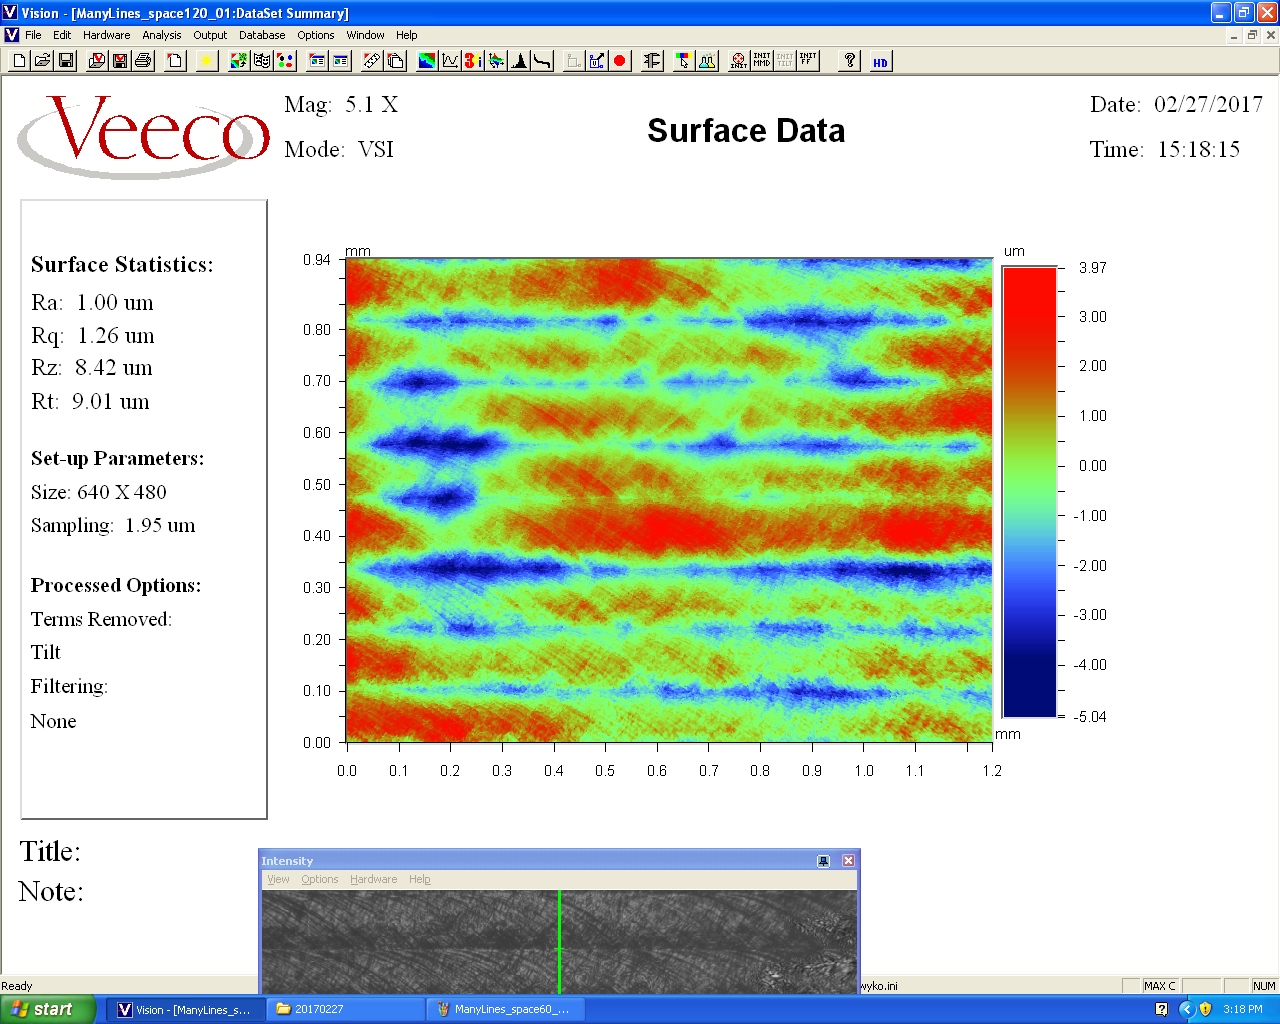 Vision - [ManyLines_space120_01:DataSet Summary]
File Edit Hardware Analysis Output Database Options Window Help
INIT INIT MMD INIT TILT INIT FF ? HD
Veeco
Mag: 5.1 X
Mode: VSI
Surface Data
Date: 02/27/2017
Time: 15:18:15
Surface Statistics:
Ra: 1.00 um
Rq: 1.26 um
Rz: 8.42 um
Rt: 9.01 um
Set-up Parameters:
Size: 640 X 480
Sampling: 1.95 um
Processed Options:
Terms Removed:
Tilt
Filtering:
None
mm
0.94
0.80
0.70
0.60
0.50
0.40
0.30
0.20
0.10
0.00
0.0 0.1 0.2 0.3 0.4 0.5 0.6 0.7 0.8 0.9 1.0 1.1 1.2
mm
um
3.97
3.00
2.00
1.00
0.00
-1.00
-2.00
-3.00
-4.00
-5.04
Title:
Note:
Intensity
View Options Hardware Help
Ready
wyko.ini
MAX C
NUM
start
Vision - [ManyLines_s...
20170227
ManyLines_space60_...
3:18 PM